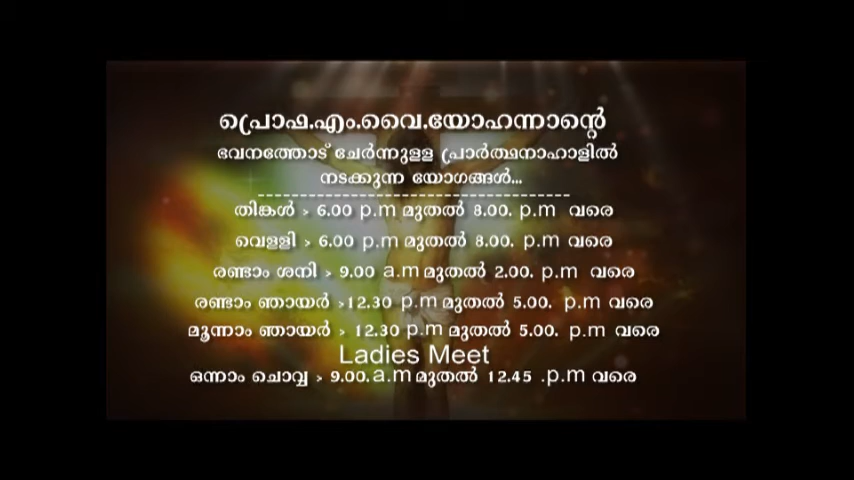 പ്രൊഫ.എം.വൈ.യോഹന്നാന്റെ
ഭവനത്തോട് ചേർന്നുള്ള പ്രാർത്ഥനാഹാളിൽ
നടക്കുന്ന യോഗങ്ങൾ...
--------------------------------------
തിങ്കൾ > 6.00 p.m മുതൽ 8.00. p.m വരെ
വെള്ളി > 6.00 p.m മുതൽ 8.00. p.m വരെ
രണ്ടാം ശനി > 9.00 a.m മുതൽ 2.00. p.m വരെ
രണ്ടാം ഞായർ >12.30 p.m മുതൽ 5.00. p.m വരെ
മൂന്നാം ഞായർ > 12.30 p.m മുതൽ 5.00. p.m വരെ
Ladies Meet
ഒന്നാം ചൊവ്വ > 9.00. a.m മുതൽ 12.45 .p.m വരെ